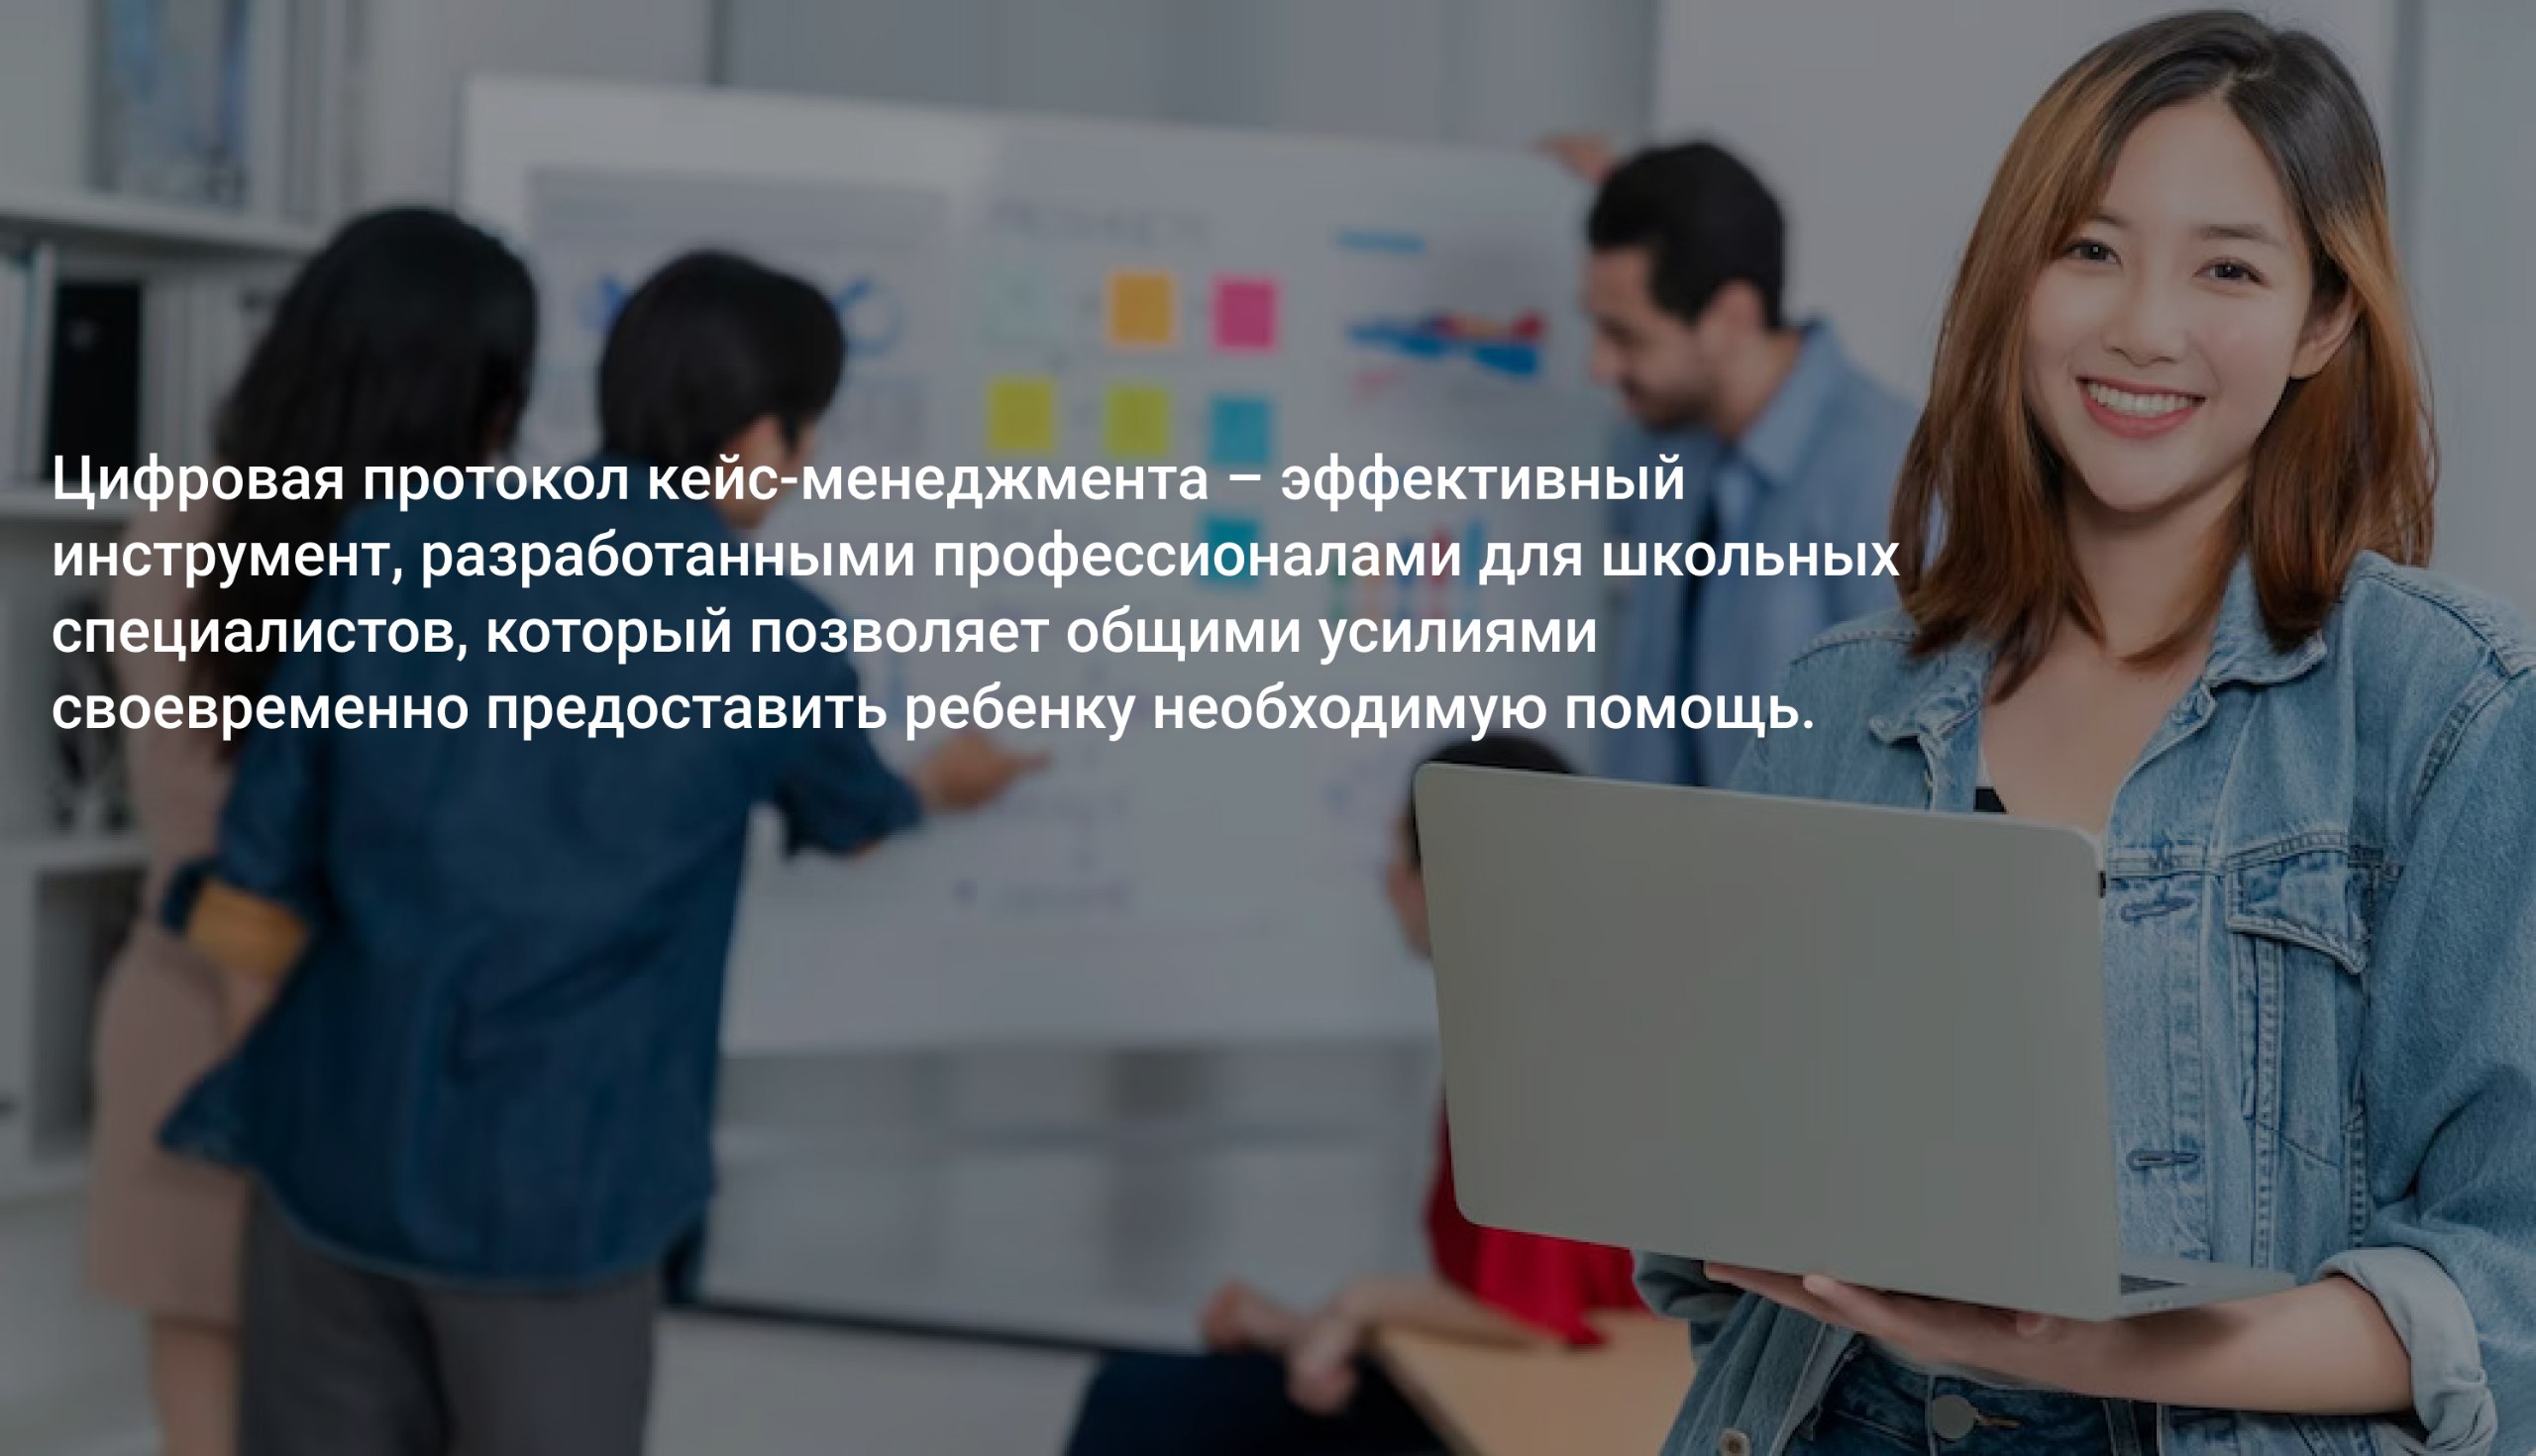 Цифровая протокол кейс-менеджмента – эффективный
инструмент, разработанными профессионалами для школьных
специалистов, который позволяет общими усилиями
своевременно предоставить ребенку необходимую помощь.